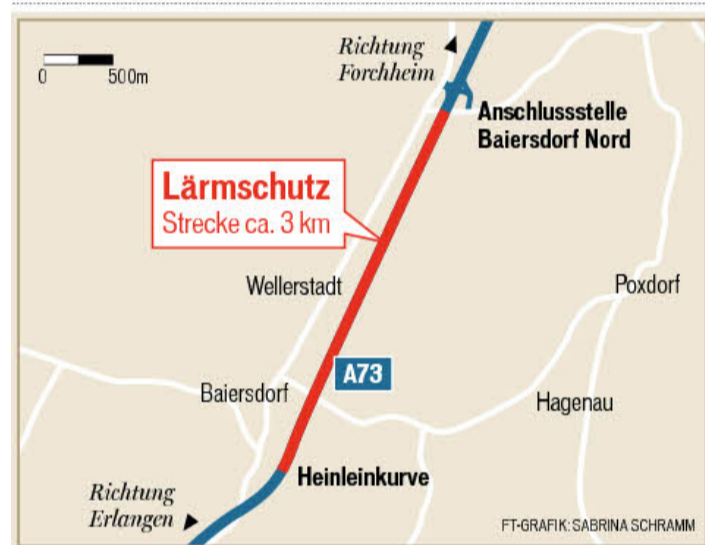 Richtung
Forchheim
0 500m
Anschlussstelle
Baiersdorf Nord
Lärmschutz
Strecke ca. 3 km
Wellerstadt
Poxdorf
A73
Baiersdorf
Hagenau
Heinleinkurve
Richtung
Erlangen
FT-GRAFIK: SABRINA SCHRAMM